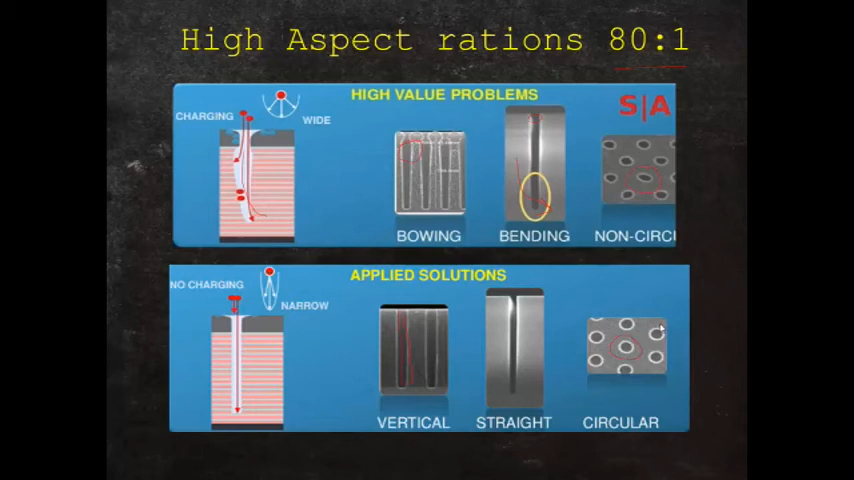 High Aspect rations 80:1
HIGH VALUE PROBLEMS
S|A
CHARGING
WIDE
BOWING
BENDING
NON-CIRC
APPLIED SOLUTIONS
NO CHARGING
NARROW
VERTICAL
STRAIGHT
CIRCULAR